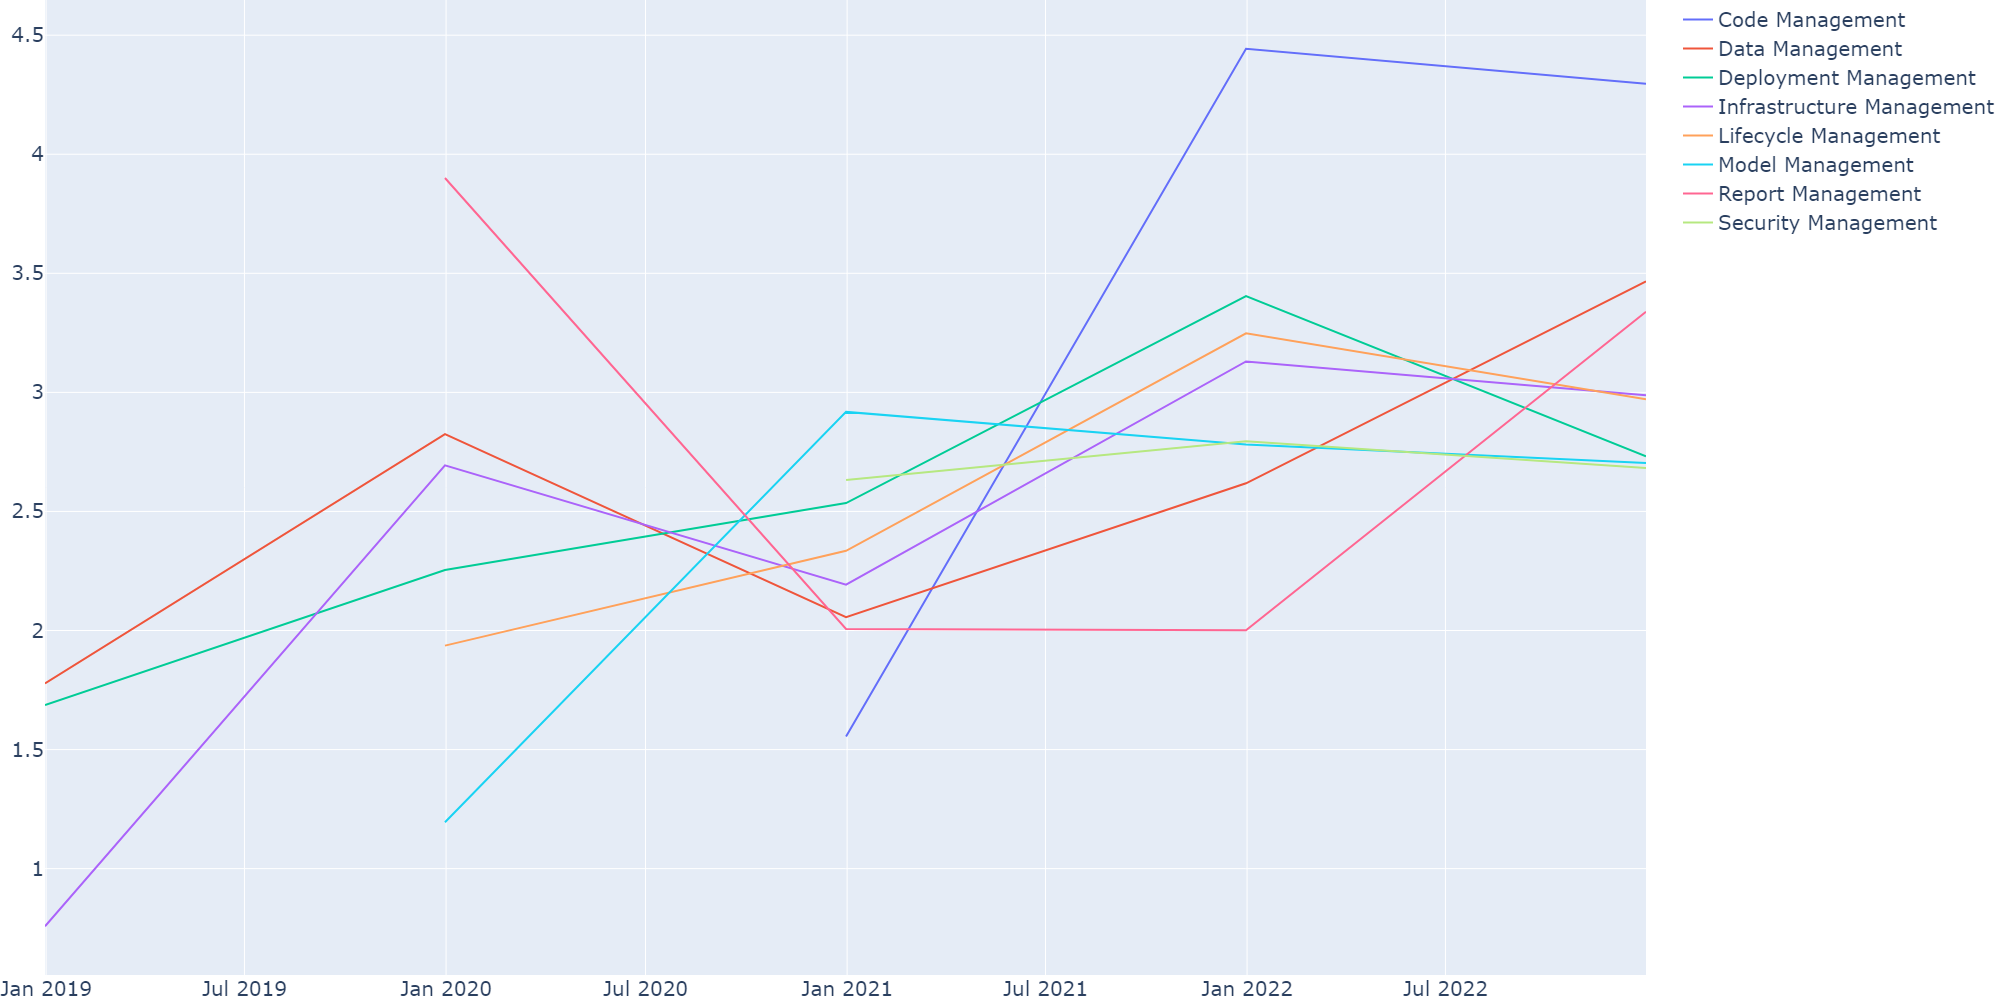 4.5
4
3.5
3
2.5
2
1.5
1
Jan 2019
Jul 2019
Jan 2020
Jul 2020
Jan 2021
Jul 2021
Jan 2022
Jul 2022
Code Management
Data Management
Deployment Management
Infrastructure Management
Lifecycle Management
Model Management
Report Management
Security Management